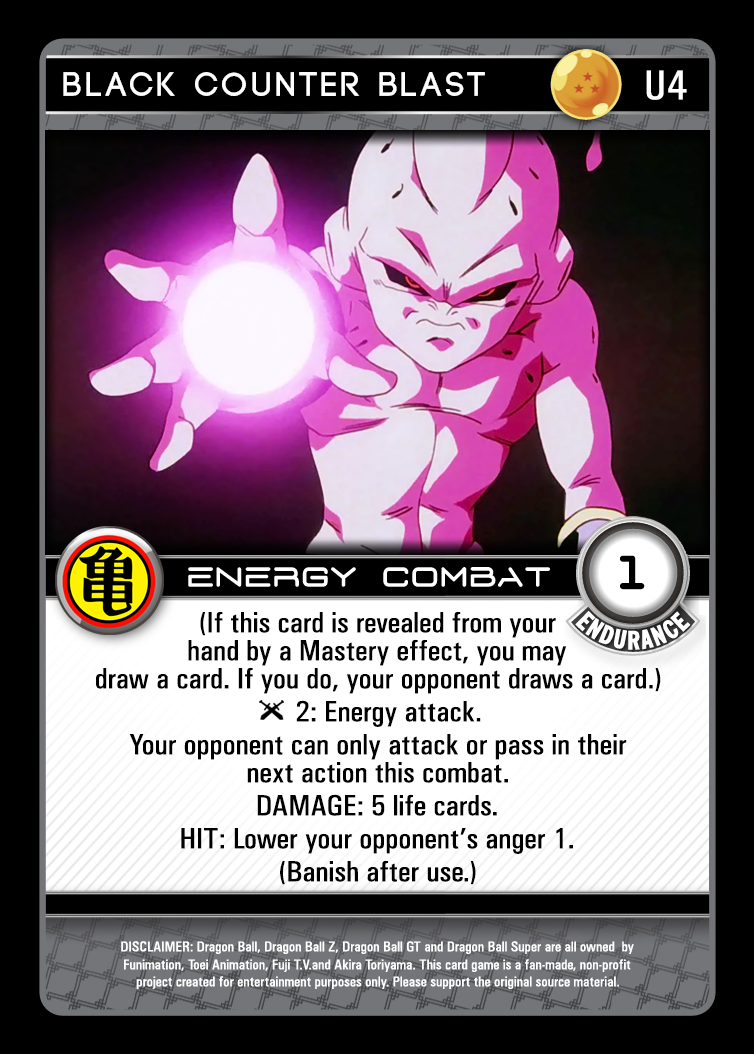 BLACK COUNTER BLAST
U4
亀
ENERGY COMBAT
1
ENDURANCE
(If this card is revealed from your
hand by a Mastery effect, you may
draw a card. If you do, your opponent draws a card.)
2: Energy attack.
Your opponent can only attack or pass in their
next action this combat.
DAMAGE: 5 life cards.
HIT: Lower your opponent's anger 1.
(Banish after use.)
DISCLAIMER: Dragon Ball, Dragon Ball Z, Dragon Ball GT and Dragon Ball Super are all owned by
Funimation, Toei Animation, Fuji T.V.and Akira Toriyama. This card game is a fan-made, non-profit
project created for entertainment purposes only. Please support the original source material.